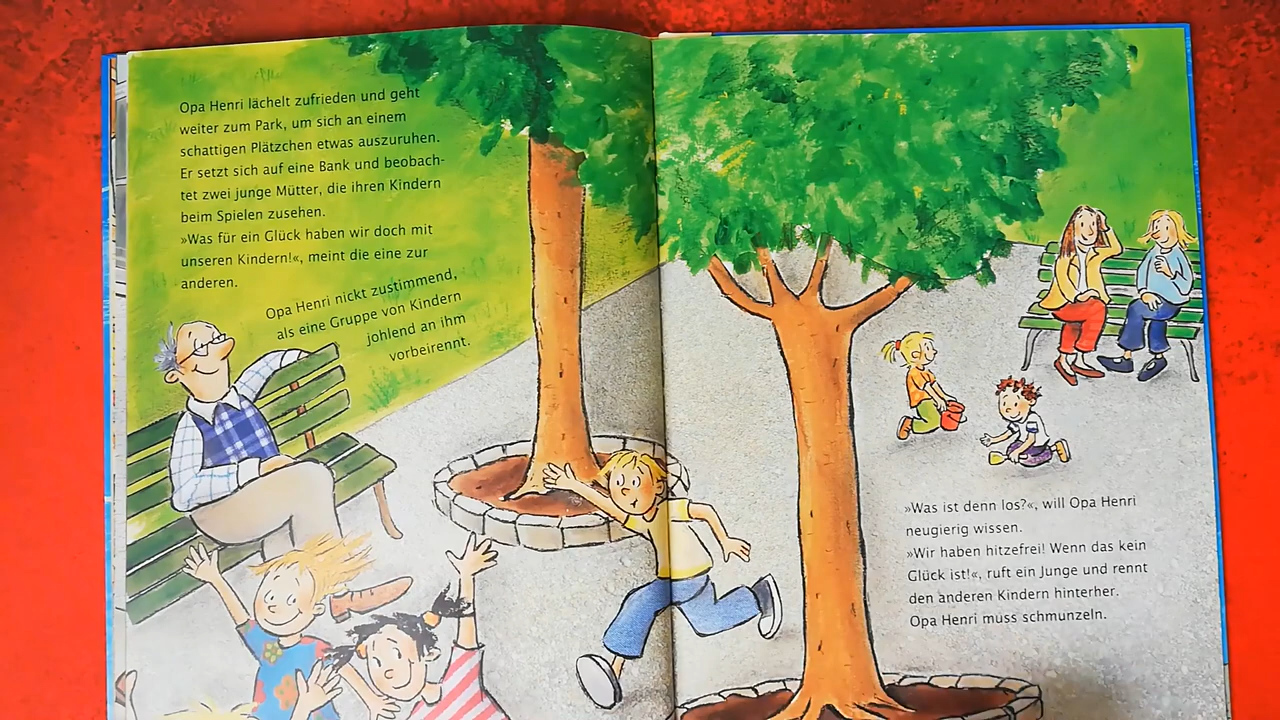 Opa Henri lächelt zufrieden und geht
weiter zum Park, um sich an einem
schattigen Plätzchen etwas auszuruhen.
Er setzt sich auf eine Bank und beobach-
tet zwei junge Mütter, die ihren Kindern
beim Spielen zusehen.
»Was für ein Glück haben wir doch mit
unseren Kindern!«, meint die eine zur
anderen.
Opa Henri nickt zustimmend,
als eine Gruppe von Kindern
johlend an ihm
vorbeirennt.
»Was ist denn los?«, will Opa Henri
neugierig wissen.
»Wir haben hitzefrei! Wenn das kein
Glück ist!«, ruft ein Junge und rennt
den anderen Kindern hinterher.
Opa Henri muss schmunzeln.